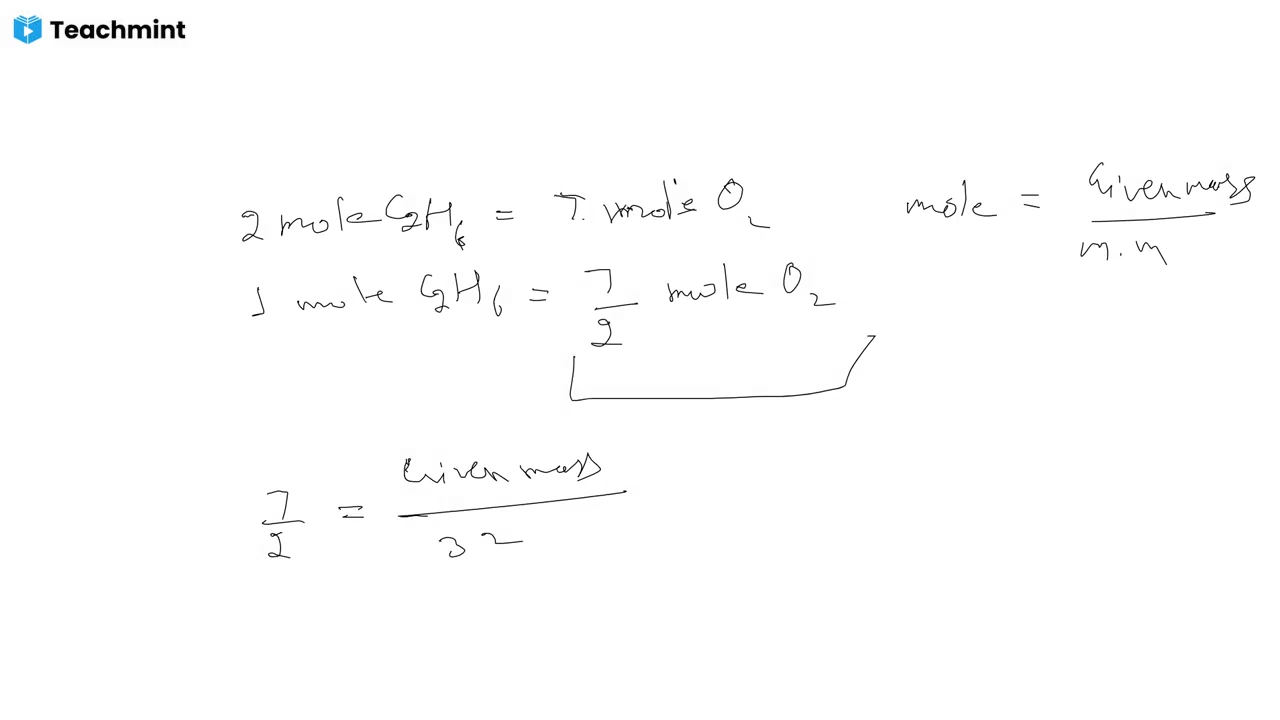 Teachmint
2 mole C2H6 = 7 mole O2
mole = Given mass / m.m
1 mole C2H6 = 7/2 mole O2
7/2 = Given mass / 32